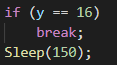 if (y == 16)
    break;
Sleep(150);